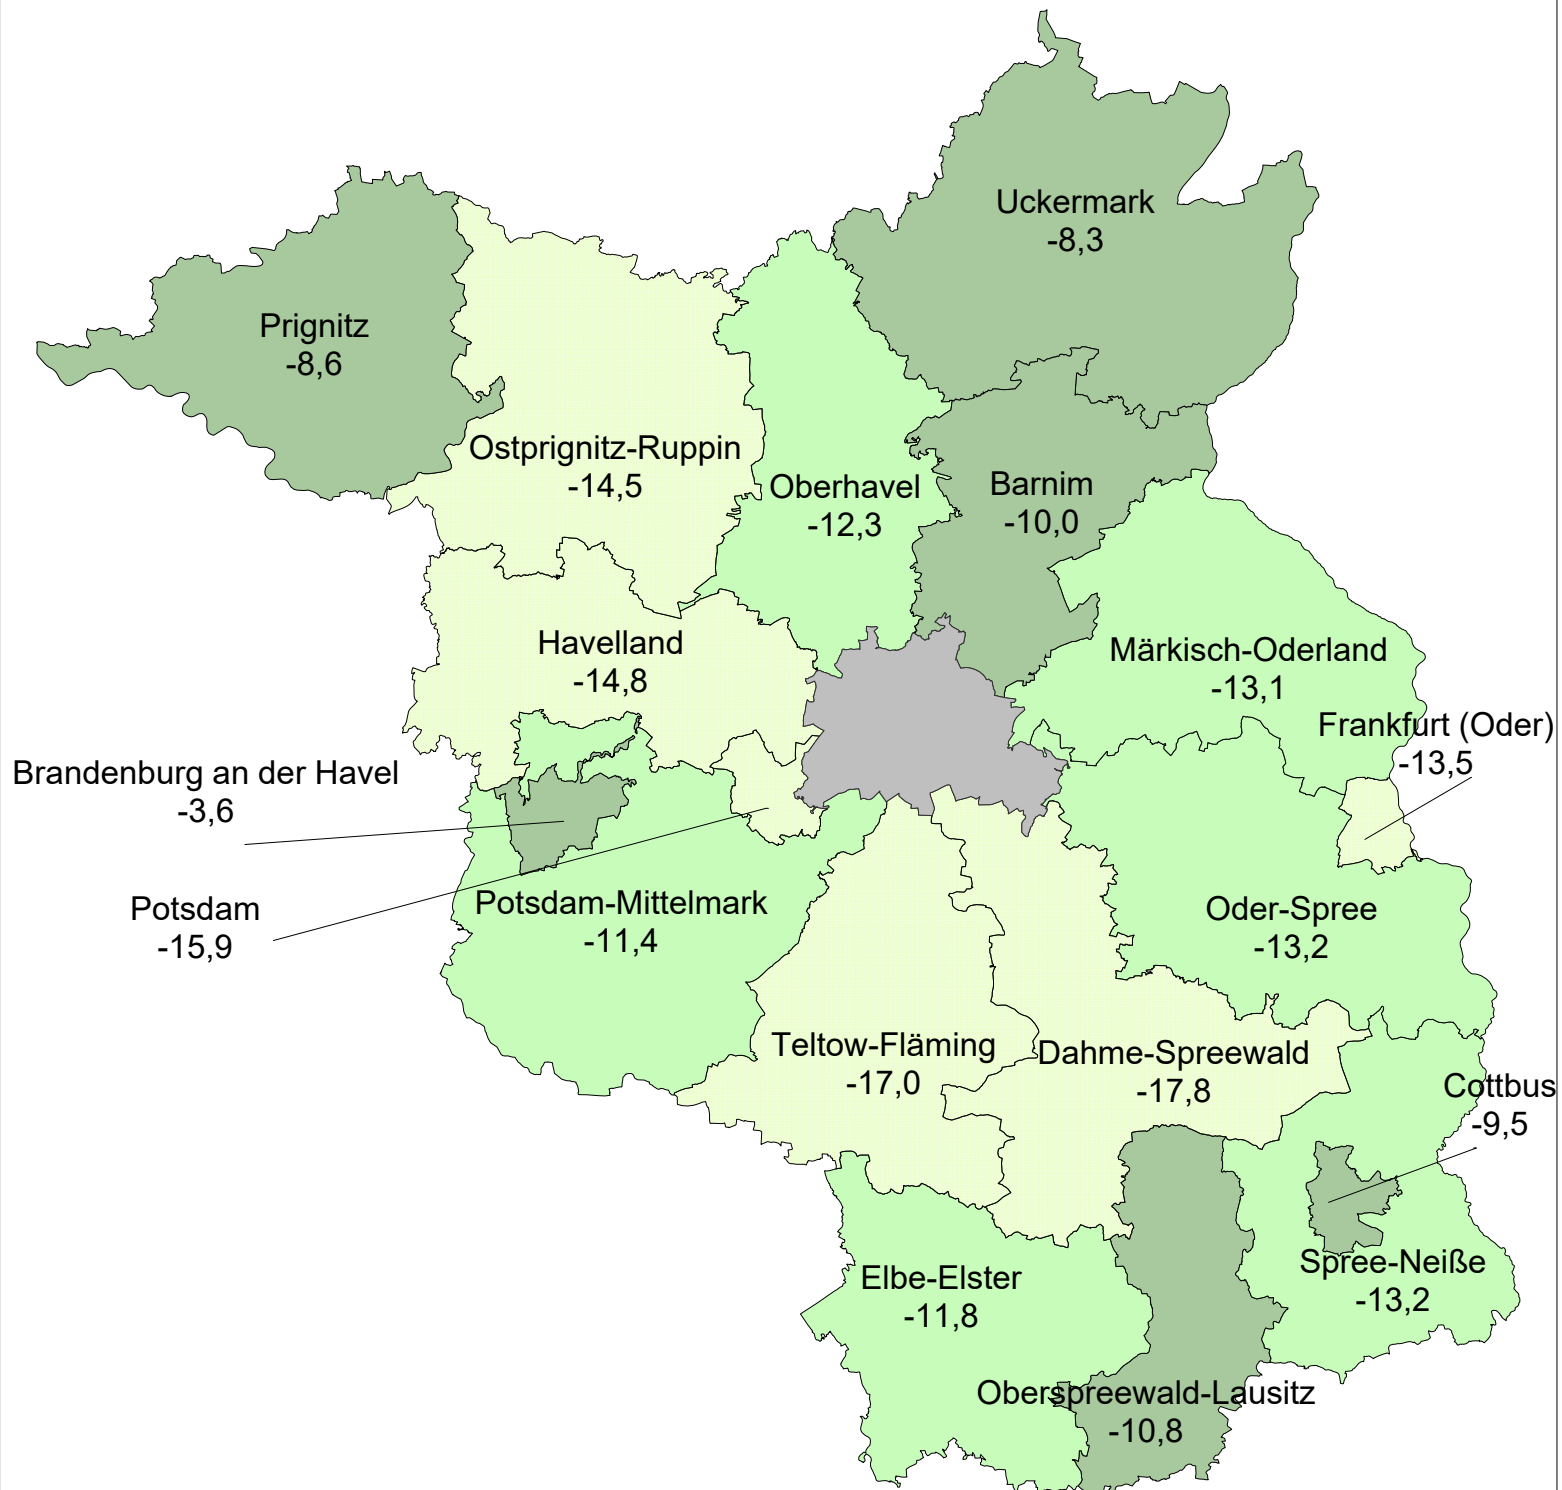 Uckermark
-8,3
Prignitz
-8,6
Ostprignitz-Ruppin
-14,5
Oberhavel
-12,3
Barnim
-10,0
Havelland
-14,8
Märkisch-Oderland
-13,1
Frankfurt (Oder)
-13,5
Brandenburg an der Havel
-3,6
Potsdam
-15,9
Potsdam-Mittelmark
-11,4
Oder-Spree
-13,2
Teltow-Fläming
-17,0
Dahme-Spreewald
-17,8
Cottbus
-9,5
Elbe-Elster
-11,8
Spree-Neiße
-13,2
Oberspreewald-Lausitz
-10,8